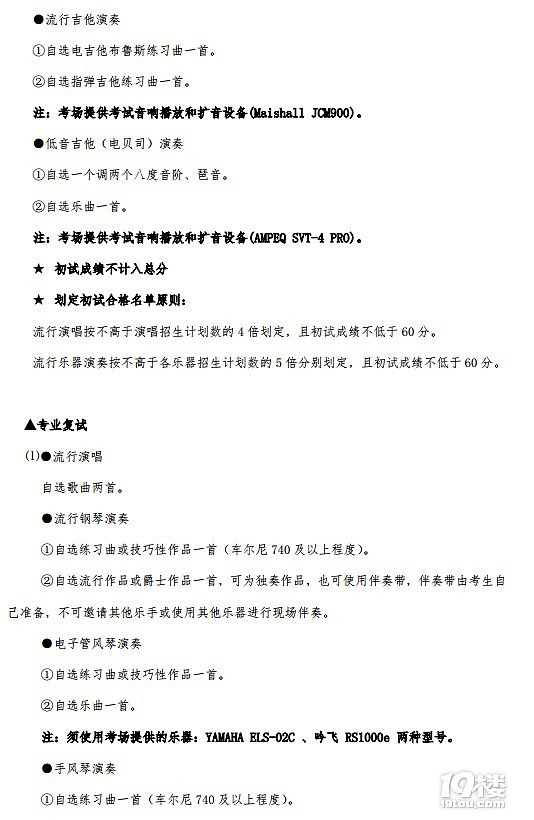 ●流行吉他演奏
①自选电吉他布鲁斯练习曲一首。
②自选指弹吉他练习曲一首。
注：考场提供考试音响播放和扩音设备(Maishall JCM900)。
●低音吉他（电贝司）演奏
①自选一个调两个八度音阶、琶音。
②自选乐曲一首。
注：考场提供考试音响播放和扩音设备(AMPEQ SVT-4 PRO)。
★ 初试成绩不计入总分
★ 划定初试合格名单原则：
流行演唱按不高于演唱招生计划数的 4 倍划定，且初试成绩不低于 60 分。
流行乐器演奏按不高于各乐器招生计划数的 5 倍分别划定，且初试成绩不低于 60 分。
▲专业复试
⑴●流行演唱
自选歌曲两首。
●流行钢琴演奏
①自选练习曲或技巧性作品一首（车尔尼 740 及以上程度）。
②自选流行作品或爵士作品一首，可为独奏作品，也可使用伴奏带，伴奏带由考生自
己准备，不可邀请其他乐手或使用其他乐器进行现场伴奏。
●电子管风琴演奏
①自选练习曲或技巧性作品一首。
②自选乐曲一首。
注：须使用考场提供的乐器：YAMAHA ELS-02C 、吟飞 RS1000e 两种型号。
●手风琴演奏
①自选练习曲一首（车尔尼 740 及以上程度）。
19楼
19lou.com